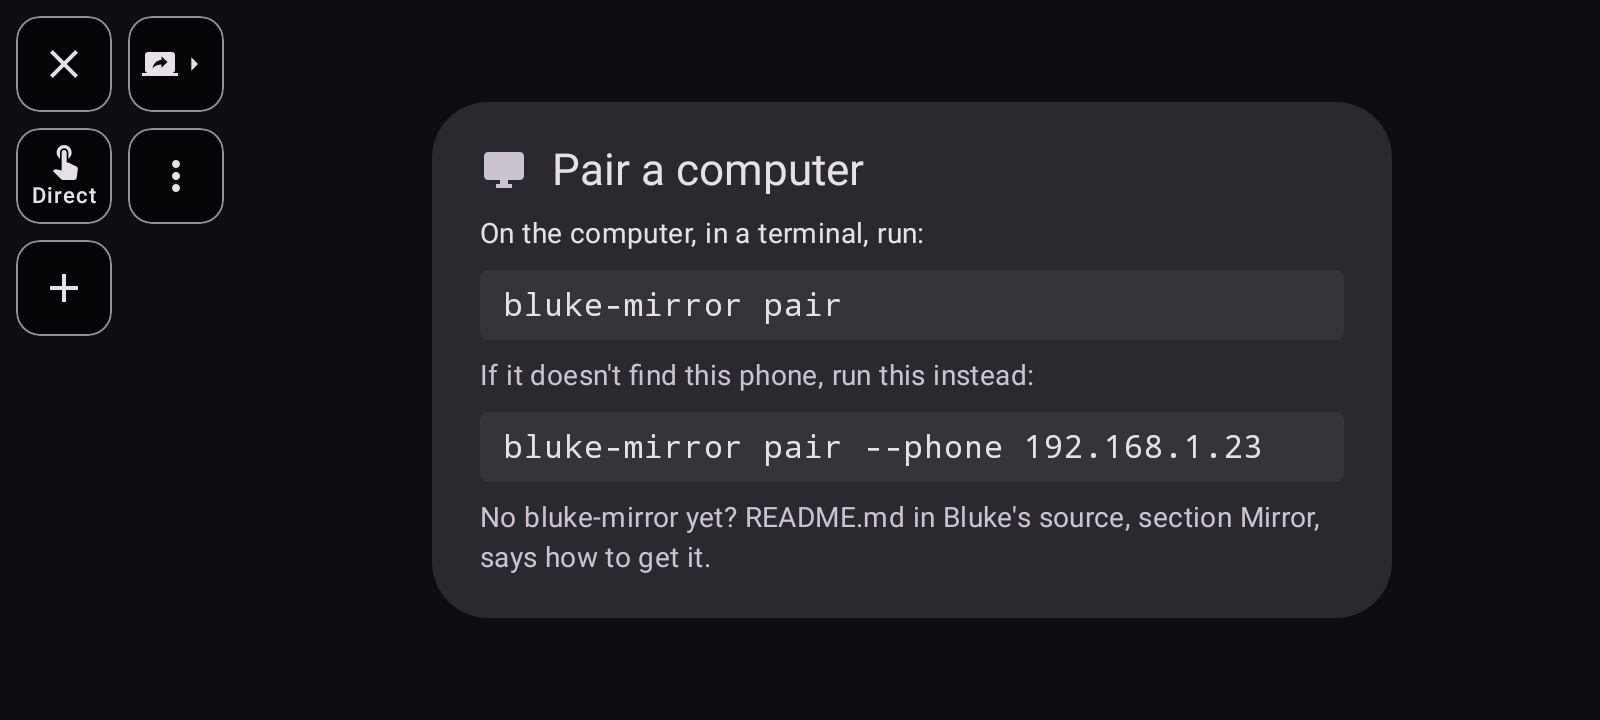 Direct
Pair a computer
On the computer, in a terminal, run:
bluke-mirror pair
If it doesn't find this phone, run this instead:
bluke-mirror pair --phone 192.168.1.23
No bluke-mirror yet? README.md in Bluke's source, section Mirror,
says how to get it.